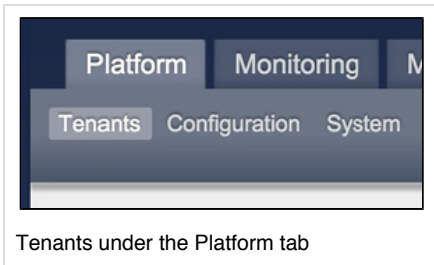 Platform Monitoring M
Tenants Configuration System
Tenants under the Platform tab